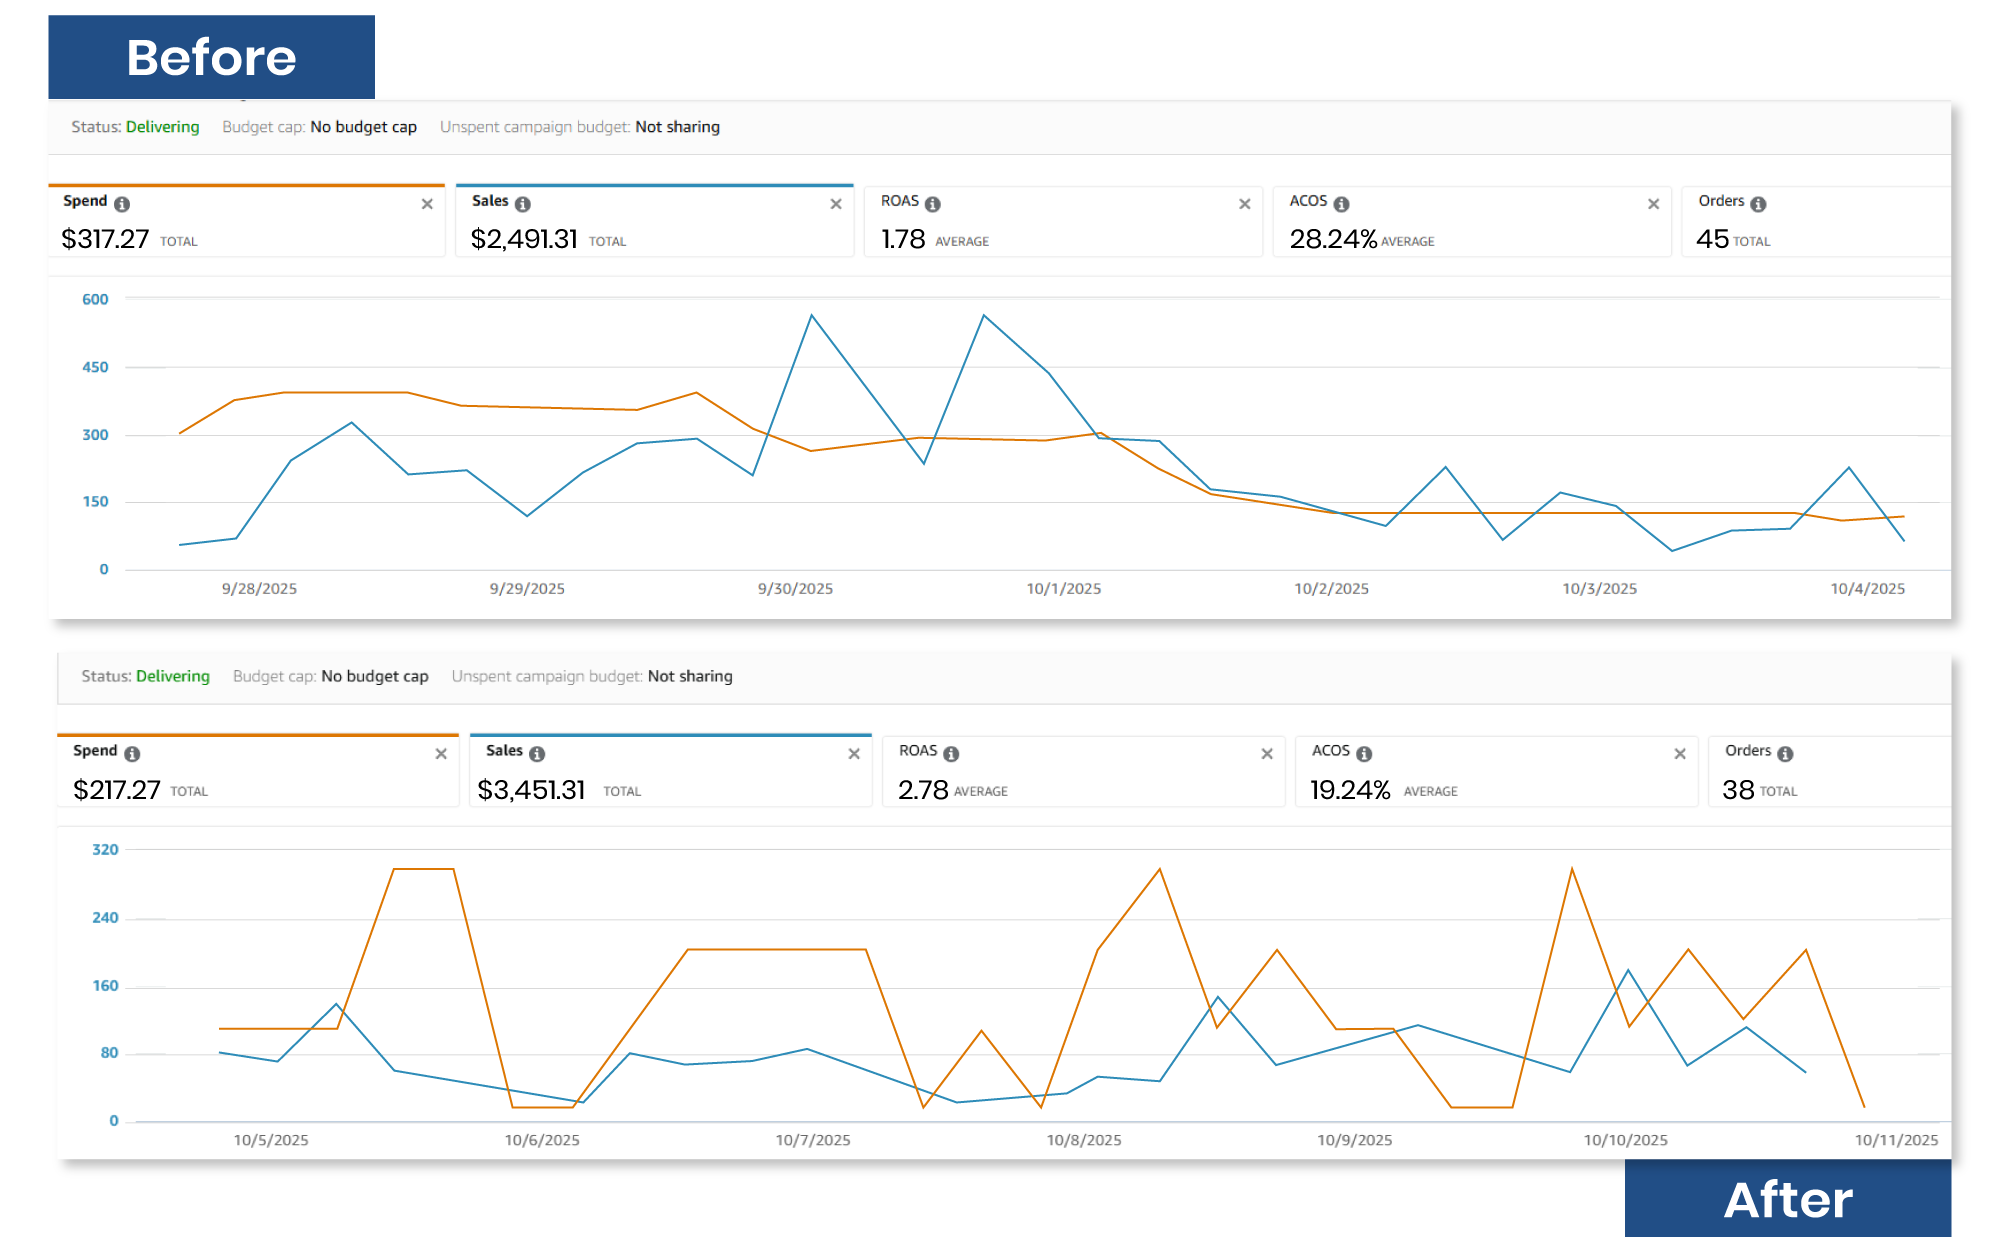 Before
Status: Delivering Budget cap: No budget cap Unspent campaign budget: Not sharing
Spend Sales ROAS ACOS Orders
$317.27 TOTAL $2,491.31 TOTAL 1.78 AVERAGE 28.24% AVERAGE 45 TOTAL
600
450
300
150
0
9/28/2025 9/29/2025 9/30/2025 10/1/2025 10/2/2025 10/3/2025 10/4/2025
Status: Delivering Budget cap: No budget cap Unspent campaign budget: Not sharing
Spend Sales ROAS ACOS Orders
$217.27 TOTAL $3,451.31 TOTAL 2.78 AVERAGE 19.24% AVERAGE 38 TOTAL
320
240
160
80
0
10/5/2025 10/6/2025 10/7/2025 10/8/2025 10/9/2025 10/10/2025 10/11/2025
After